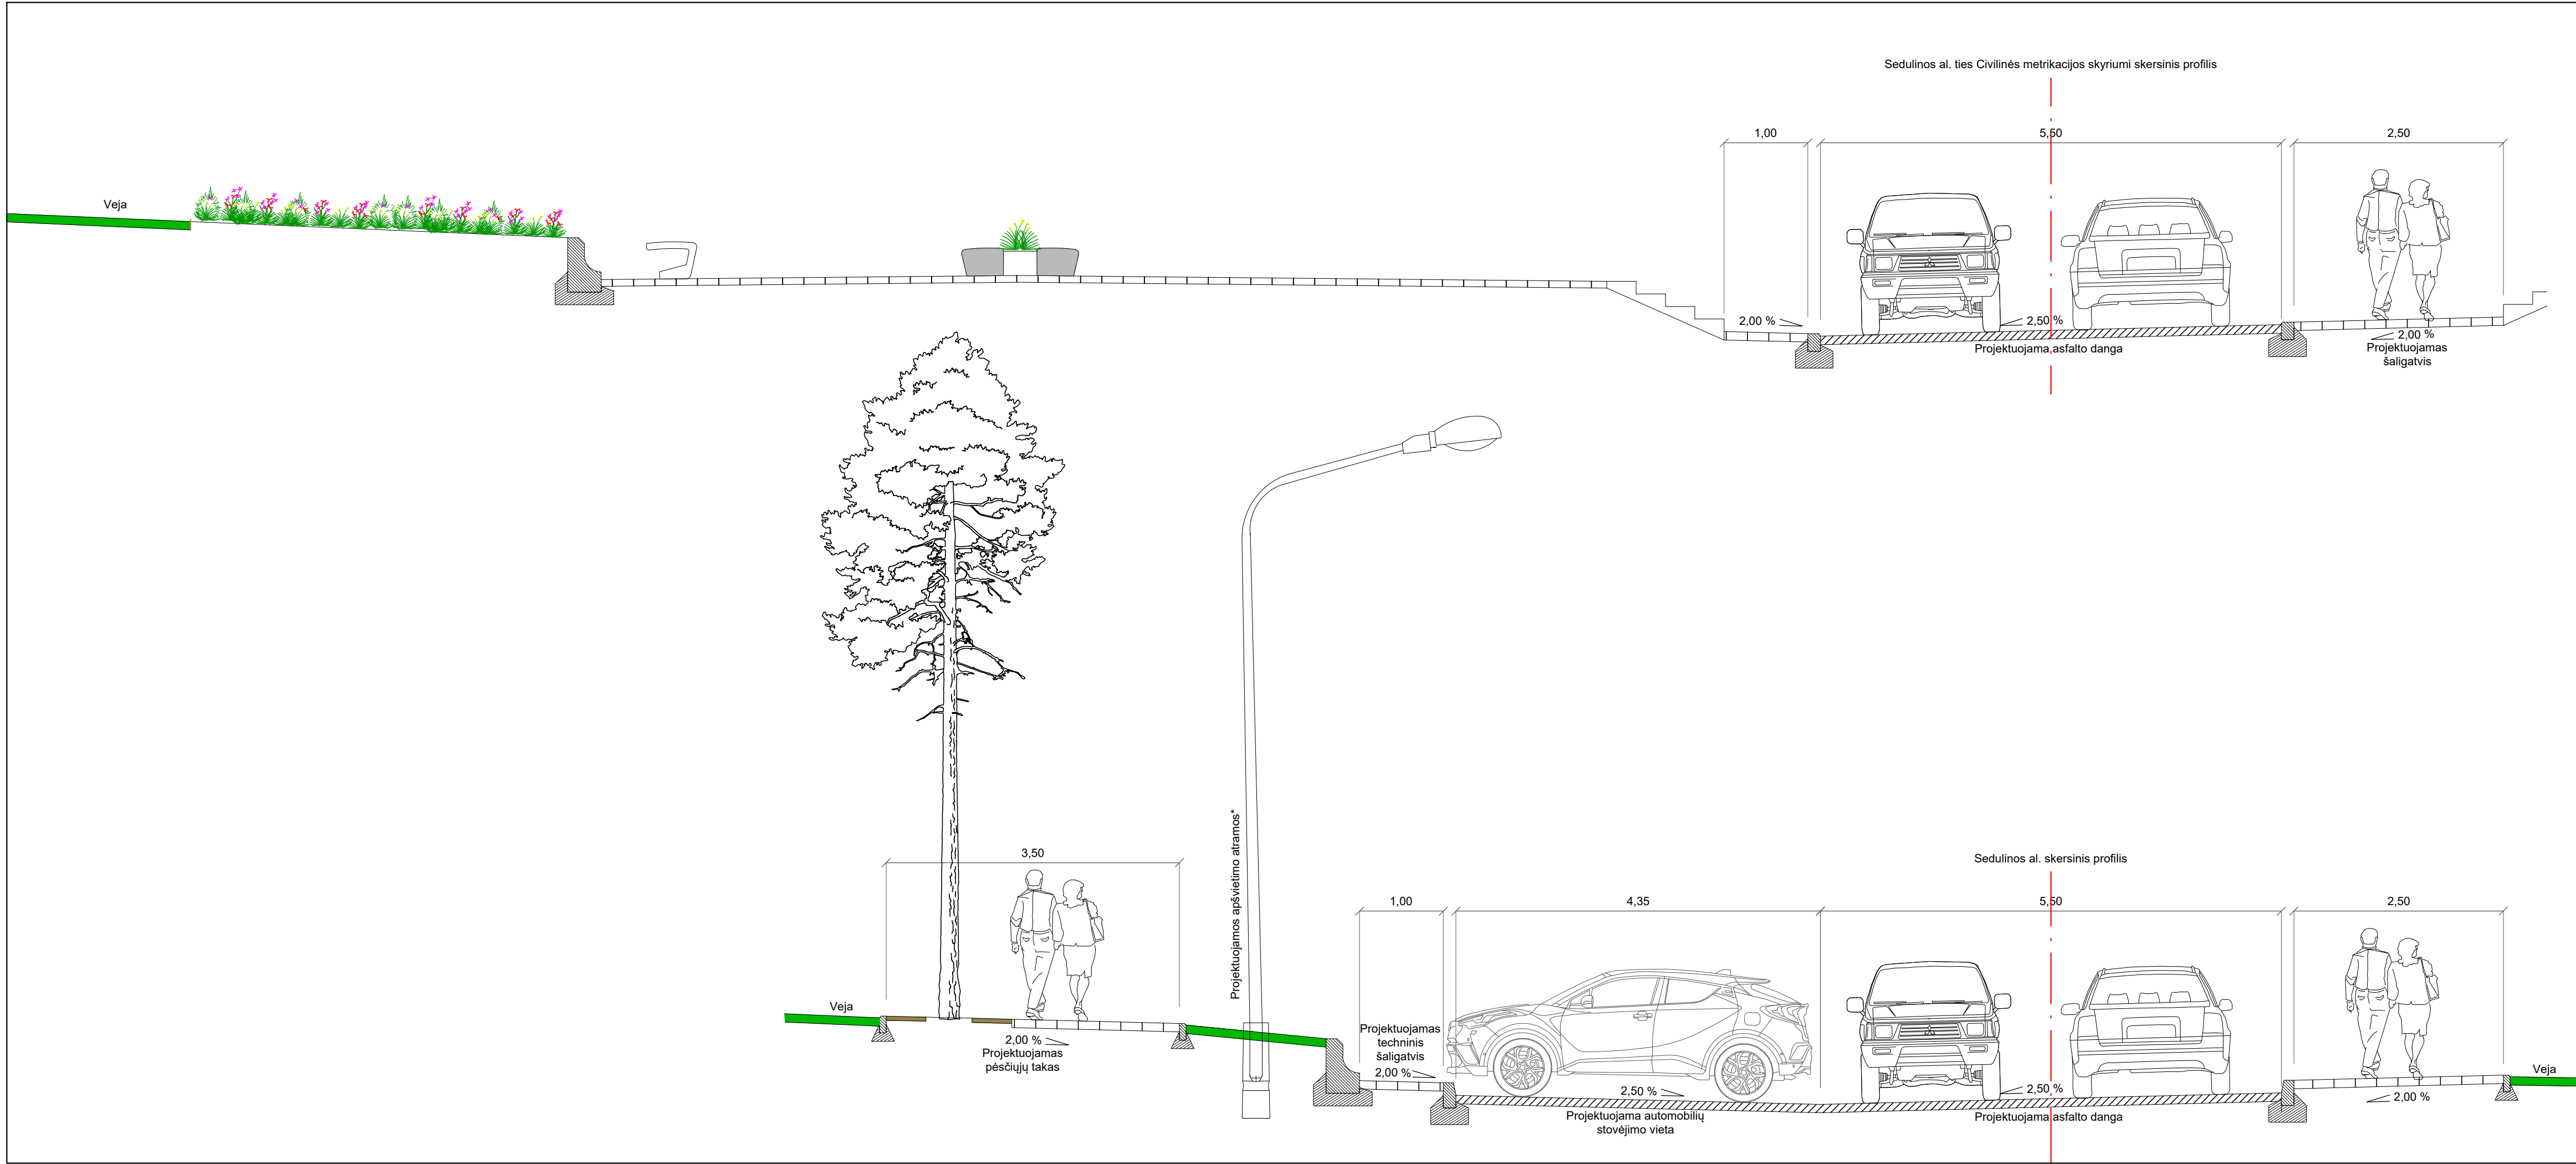 Sedulinos al. ties Civilinės metrikacijos skyriumi skersinis profilis
1,00
5,50
2,50
Veja
2,00 %
2,50 %
Projektuojama asfalto danga
2,00 %
Projektuojamas
šaligatvis
Projektuojamos apšvietimo atramos*
3,50
Sedulinos al. skersinis profilis
1,00
4,35
5,50
2,50
Veja
2,00 %
Projektuojamas
pėsčiųjų takas
Projektuojamas
techninis
šaligatvis
2,00 %
2,50 %
Projektuojama automobilių
stovėjimo vieta
2,50 %
Projektuojama asfalto danga
2,00 %
Veja